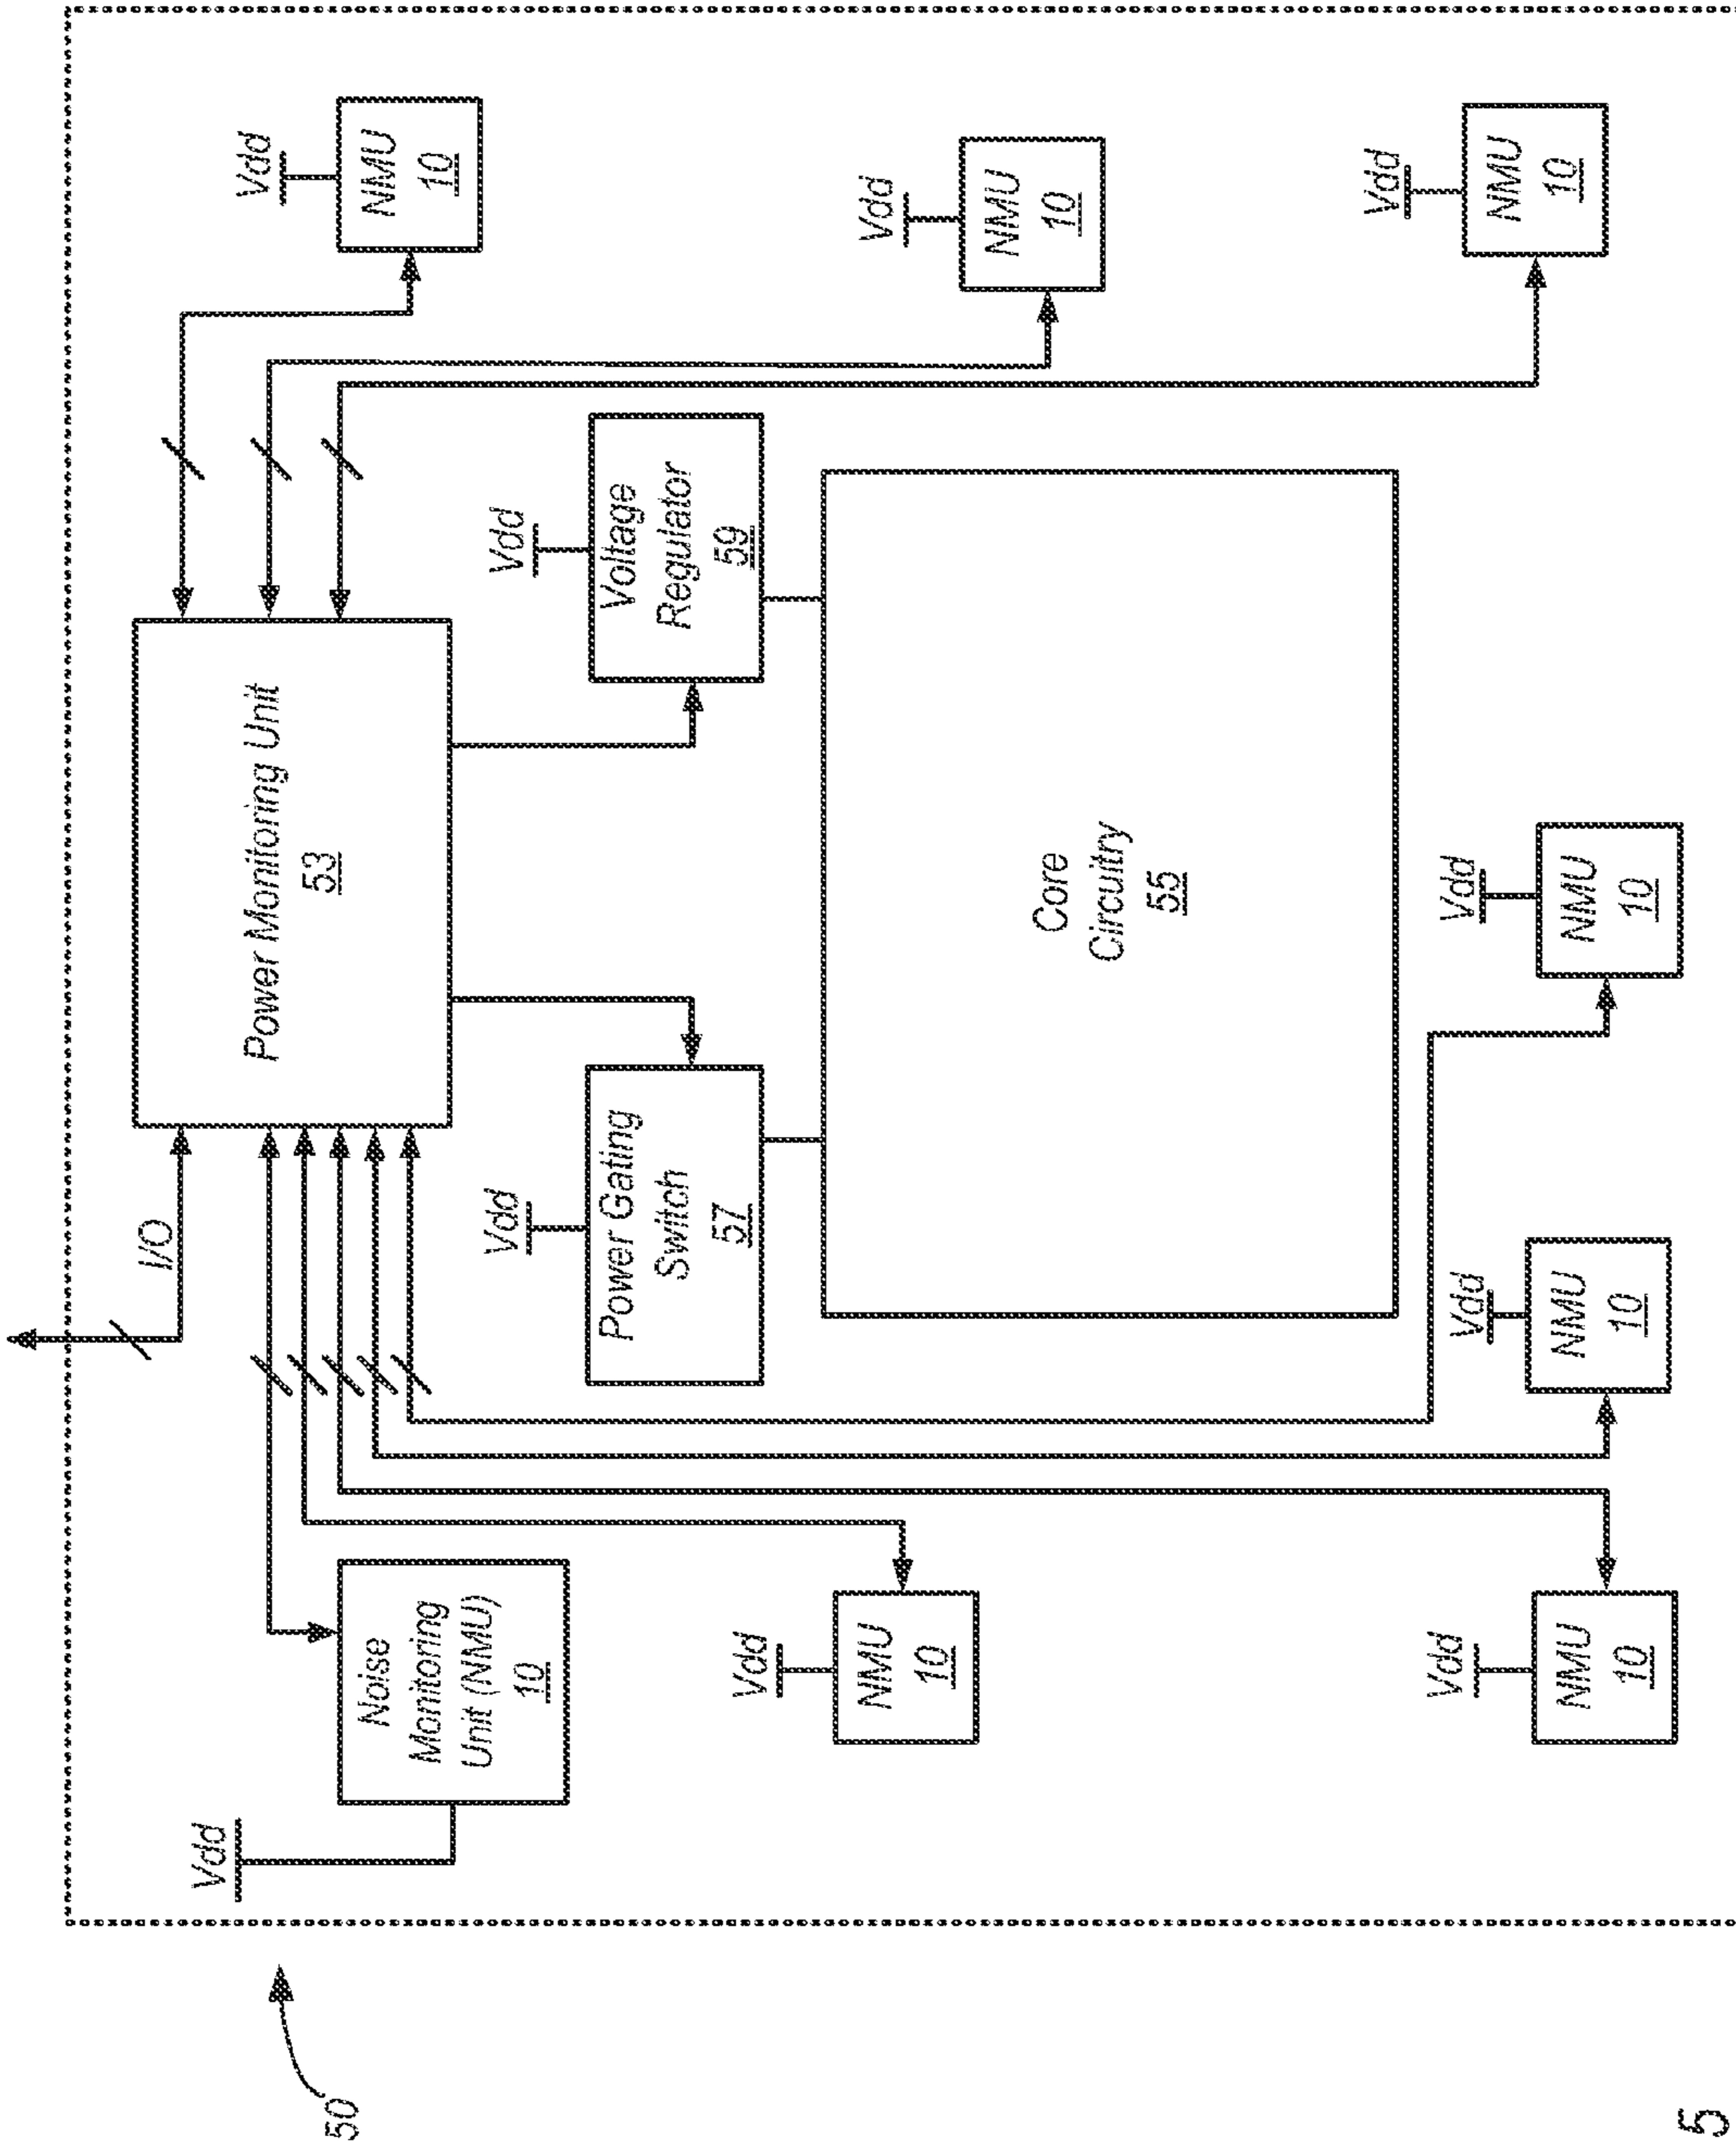 50
I/O
Vdd
Noise
Monitoring
Unit (NMU)
10
Power Monitoring Unit
53
Vdd
NMU
10
Vdd
Power Gating
Switch
57
Vdd
Voltage
Regulator
59
Vdd
NMU
10
Core
Circuitry
55
Vdd
NMU
10
Vdd
NMU
10
Vdd
NMU
10
Vdd
NMU
10
Vdd
NMU
10
5